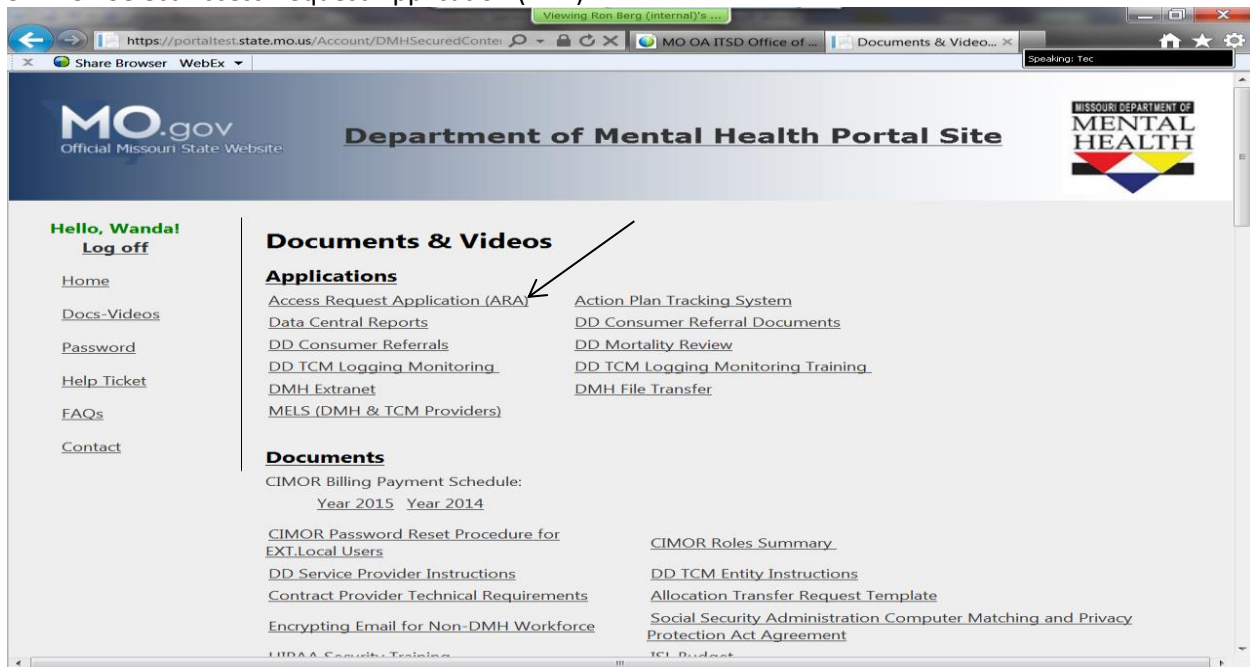 Viewing Ron Berg (internal)'s ...
https://portaltest.state.mo.us/Account/DMHSecuredConte
MO OA ITSD Office of ...
Documents & Video...
Share Browser WebEx
Speaking: Tec
MO.gov
Official Missouri State Website
Department of Mental Health Portal Site
MISSOURI DEPARTMENT OF
MENTAL
HEALTH
Hello, Wanda!
Log off
Home
Docs-Videos
Password
Help Ticket
FAQs
Contact
Documents & Videos
Applications
Access Request Application (ARA)
Action Plan Tracking System
Data Central Reports
DD Consumer Referral Documents
DD Consumer Referrals
DD Mortality Review
DD TCM Logging Monitoring
DD TCM Logging Monitoring Training
DMH Extranet
DMH File Transfer
MELS (DMH & TCM Providers)
Documents
CIMOR Billing Payment Schedule:
Year 2015 Year 2014
CIMOR Password Reset Procedure for
EXT.Local Users
CIMOR Roles Summary
DD Service Provider Instructions
DD TCM Entity Instructions
Contract Provider Technical Requirements
Allocation Transfer Request Template
Encrypting Email for Non-DMH Workforce
Social Security Administration Computer Matching and Privacy
Protection Act Agreement